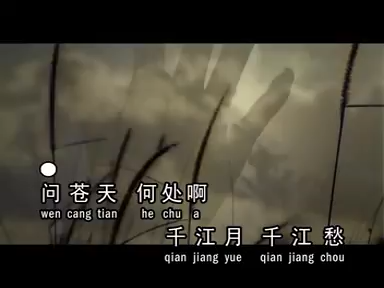 问苍天 何处啊
wen cang tian he chu a
千江月 千江愁
qian jiang yue qian jiang chou